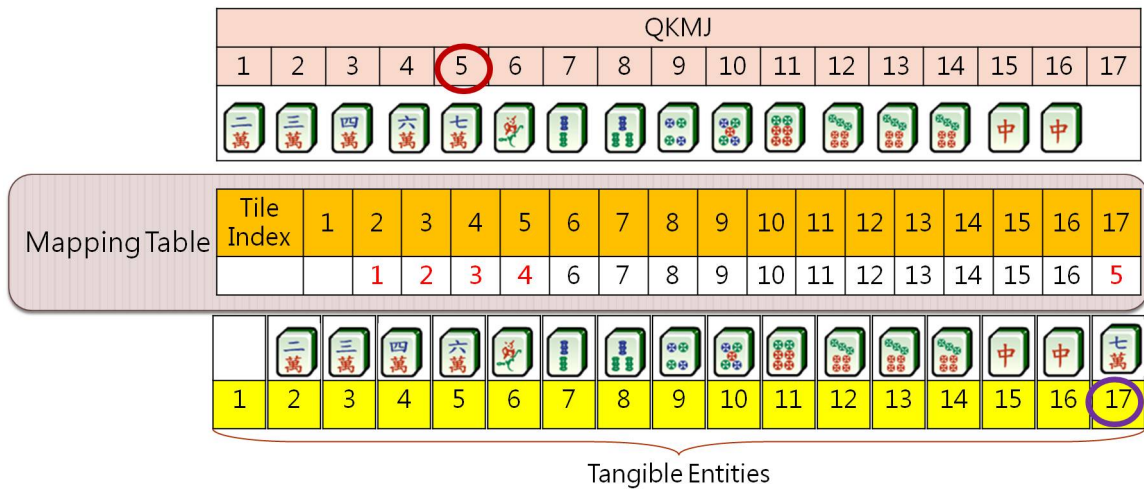 QKMJ
1 2 3 4 5 6 7 8 9 10 11 12 13 14 15 16 17
二萬 三萬 四萬 六萬 七萬 中 中
Mapping Table
Tile Index 1 2 3 4 5 6 7 8 9 10 11 12 13 14 15 16 17
1 2 3 4 6 7 8 9 10 11 12 13 14 15 16 5
二萬 三萬 四萬 六萬 中 中 七萬
1 2 3 4 5 6 7 8 9 10 11 12 13 14 15 16 17
Tangible Entities